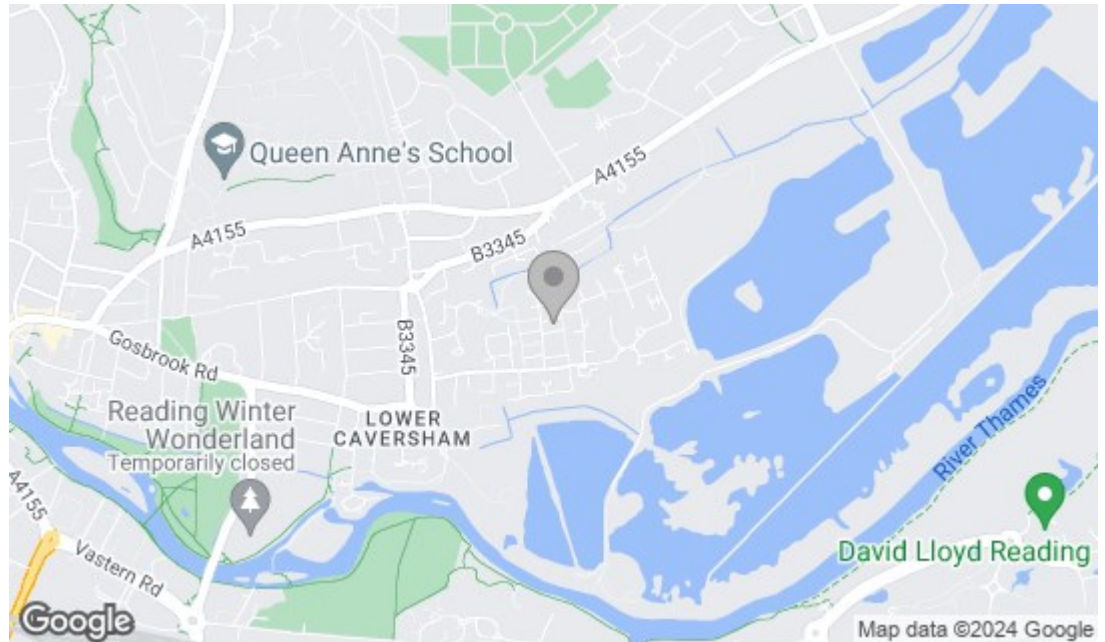 Queen Anne's School
A4155
A4155
B3345
B3345
Gosbrook Rd
Reading Winter
Wonderland
Temporarily closed
LOWER
CAVERSHAM
River Thames
A4155
Vastern Rd
David Lloyd Reading
Google
Map data ©2024 Google